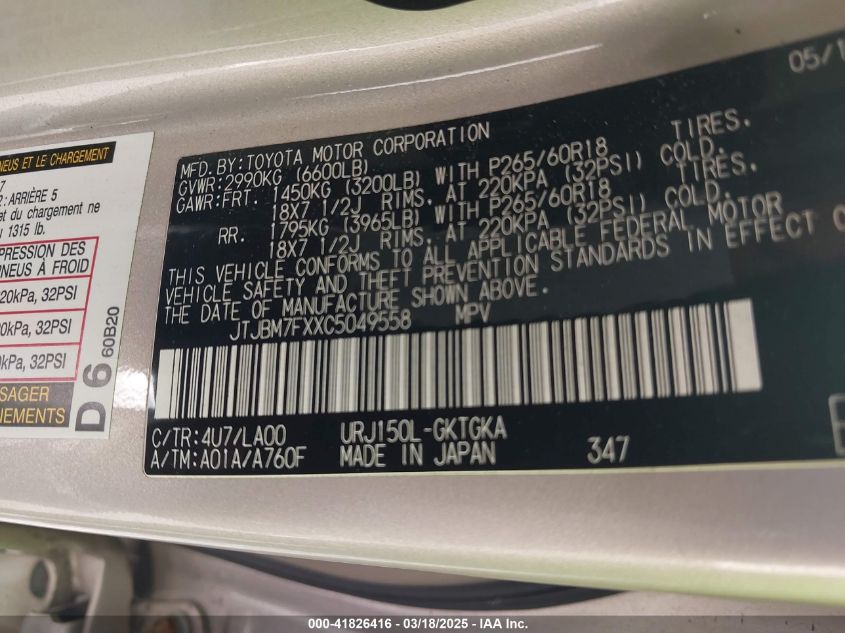 05/1
MFD. BY: TOYOTA MOTOR CORPORATION
GVWR: 2990KG (6600LB)
GAWR: FRT. 1450KG (3200LB) WITH P265/60R18 TIRES.
18X7 1/2J RIMS. AT 220KPA (32PSI) COLD.
RR. 1795KG (3965LB) WITH P265/60R18 TIRES.
18X7 1/2J RIMS. AT 220KPA (32PSI) COLD.
THIS VEHICLE CONFORMS TO ALL APPLICABLE FEDERAL MOTOR
VEHICLE SAFETY AND THEFT PREVENTION STANDARDS IN EFFECT
THE DATE OF MANUFACTURE SHOWN ABOVE.
JTJBM7FXXC5049558 MPV
C/TR: 4U7/LA00 URJ150L-GKTGKA
A/TM: A01A/A760F MADE IN JAPAN 347
NEUS ET LE CHARGEMENT
7
2 : ARRIÈRE 5
et du chargement ne
u 1315 lb.
PRESSION DES
NEUS À FROID
20kPa, 32PSI
20kPa, 32PSI
0kPa, 32PSI
SAGER
NEMENTS
D 6 60B20
000-41826416 - 03/18/2025 - IAA Inc.